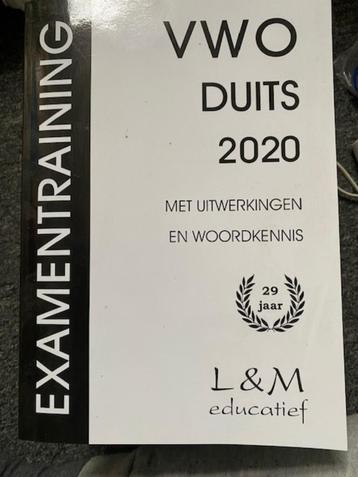 EXAMENTRAINING
VWO
DUITS
2020
MET UITWERKINGEN
EN WOORDKENNIS
29
jaar
L & M
educatief